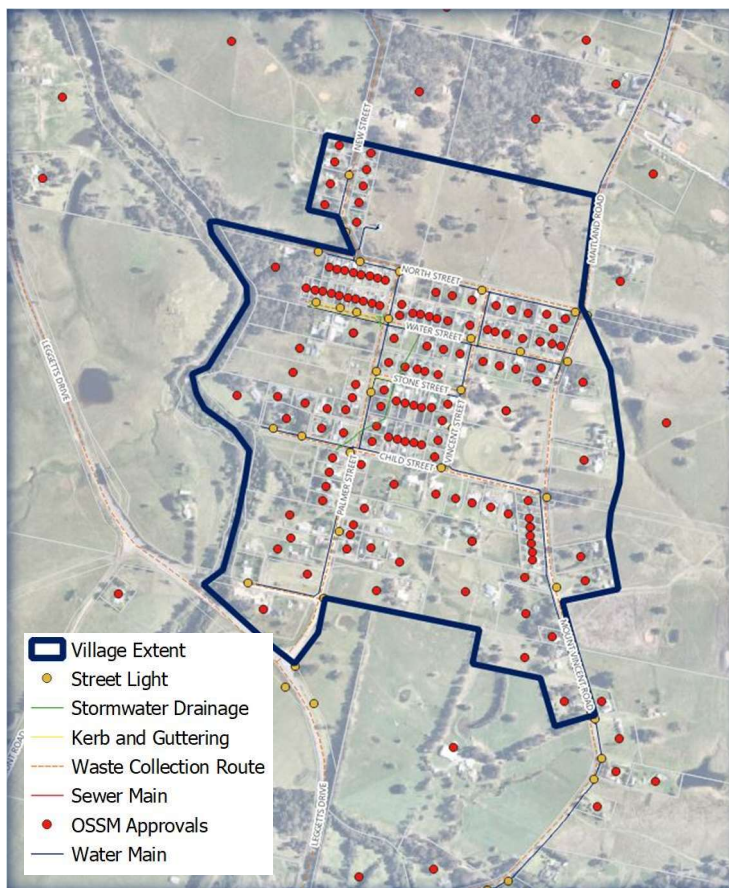 NEW STREET
MAITLAND ROAD
NORTH STREET
WATER STREET
LEGGETTS DRIVE
STONE STREET
VINCENT STREET
CHILD STREET
PALMER STREET
MOUNT VINCENT ROAD
Village Extent
Street Light
Stormwater Drainage
Kerb and Guttering
Waste Collection Route
Sewer Main
OSSM Approvals
Water Main
ROAD
LEGGETTS DRIVE